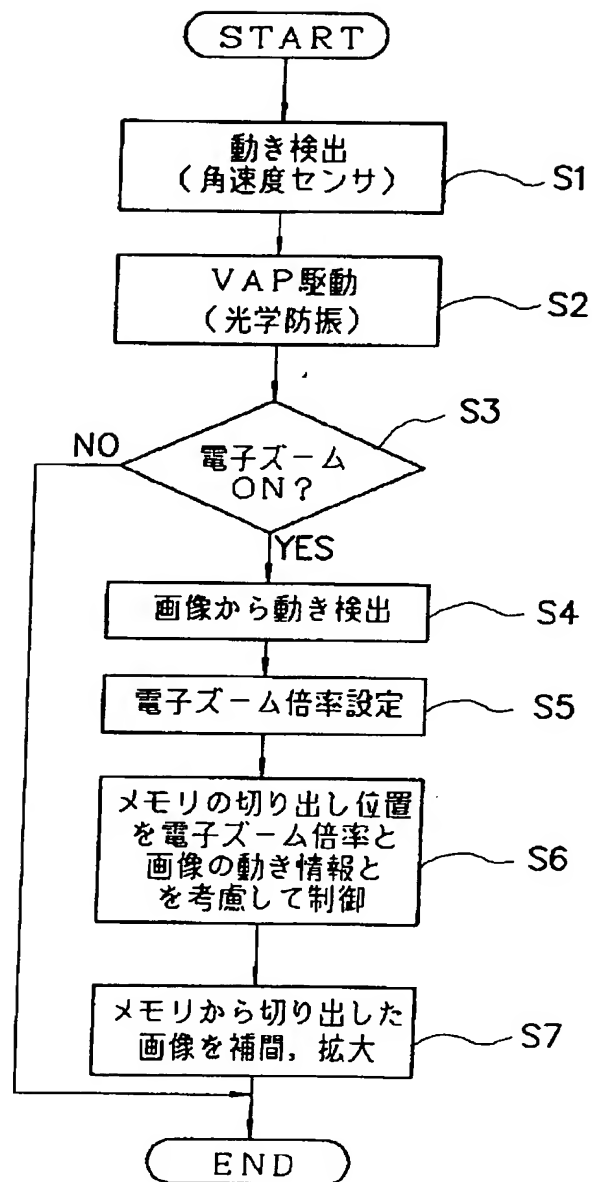 START
動き検出
（角速度センサ）
S1
VAP駆動
（光学防振）
S2
S3
NO
電子ズーム
ON？
YES
画像から動き検出
S4
電子ズーム倍率設定
S5
メモリの切り出し位置
を電子ズーム倍率と
画像の動き情報と
を考慮して制御
S6
メモリから切り出した
画像を補間，拡大
S7
END